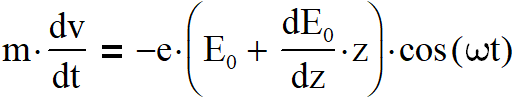 m·dv/dt = −e·(E₀ + dE₀/dz·z)·cos(ωt)